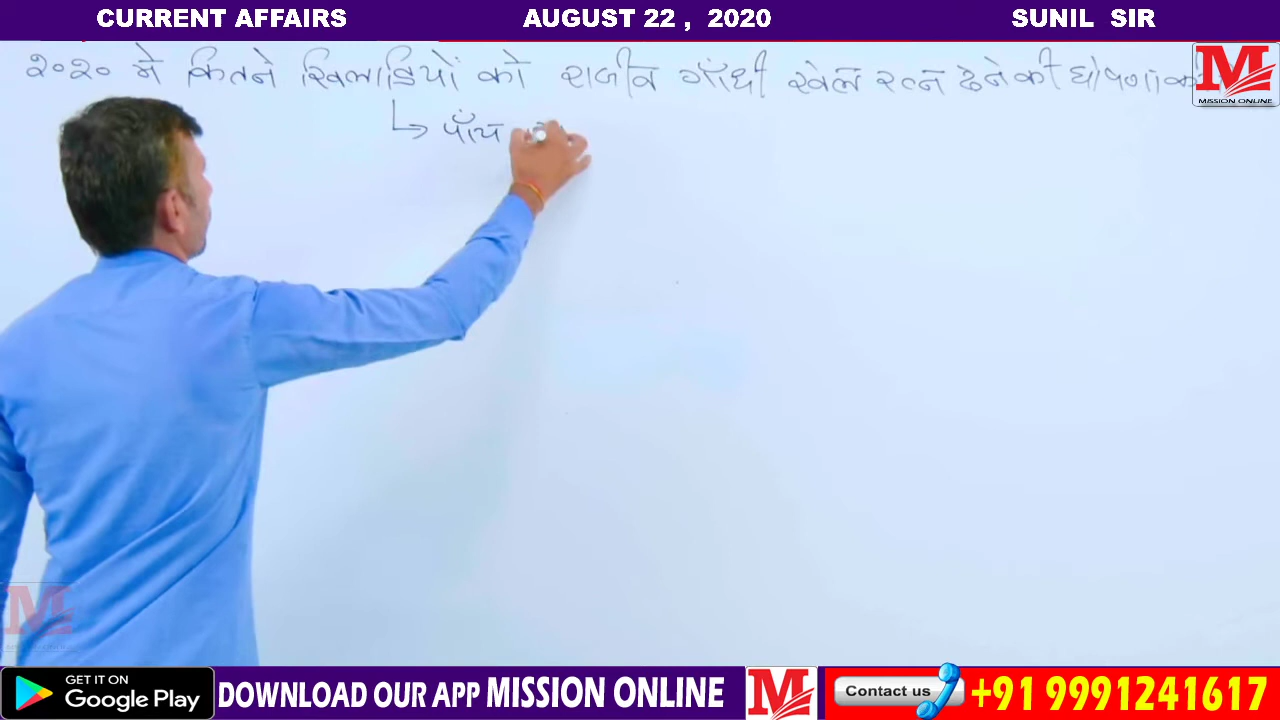 CURRENT AFFAIRS AUGUST 22 , 2020 SUNIL SIR
२०२० मे कितने खिलाडियों को राजीव गाँधी खेल रत्न देने की घोषणा
M
MISSION ONLINE
↳ पाँच
M
GET IT ON
Google Play
DOWNLOAD OUR APP MISSION ONLINE
M
Contact us
+91 9991241617